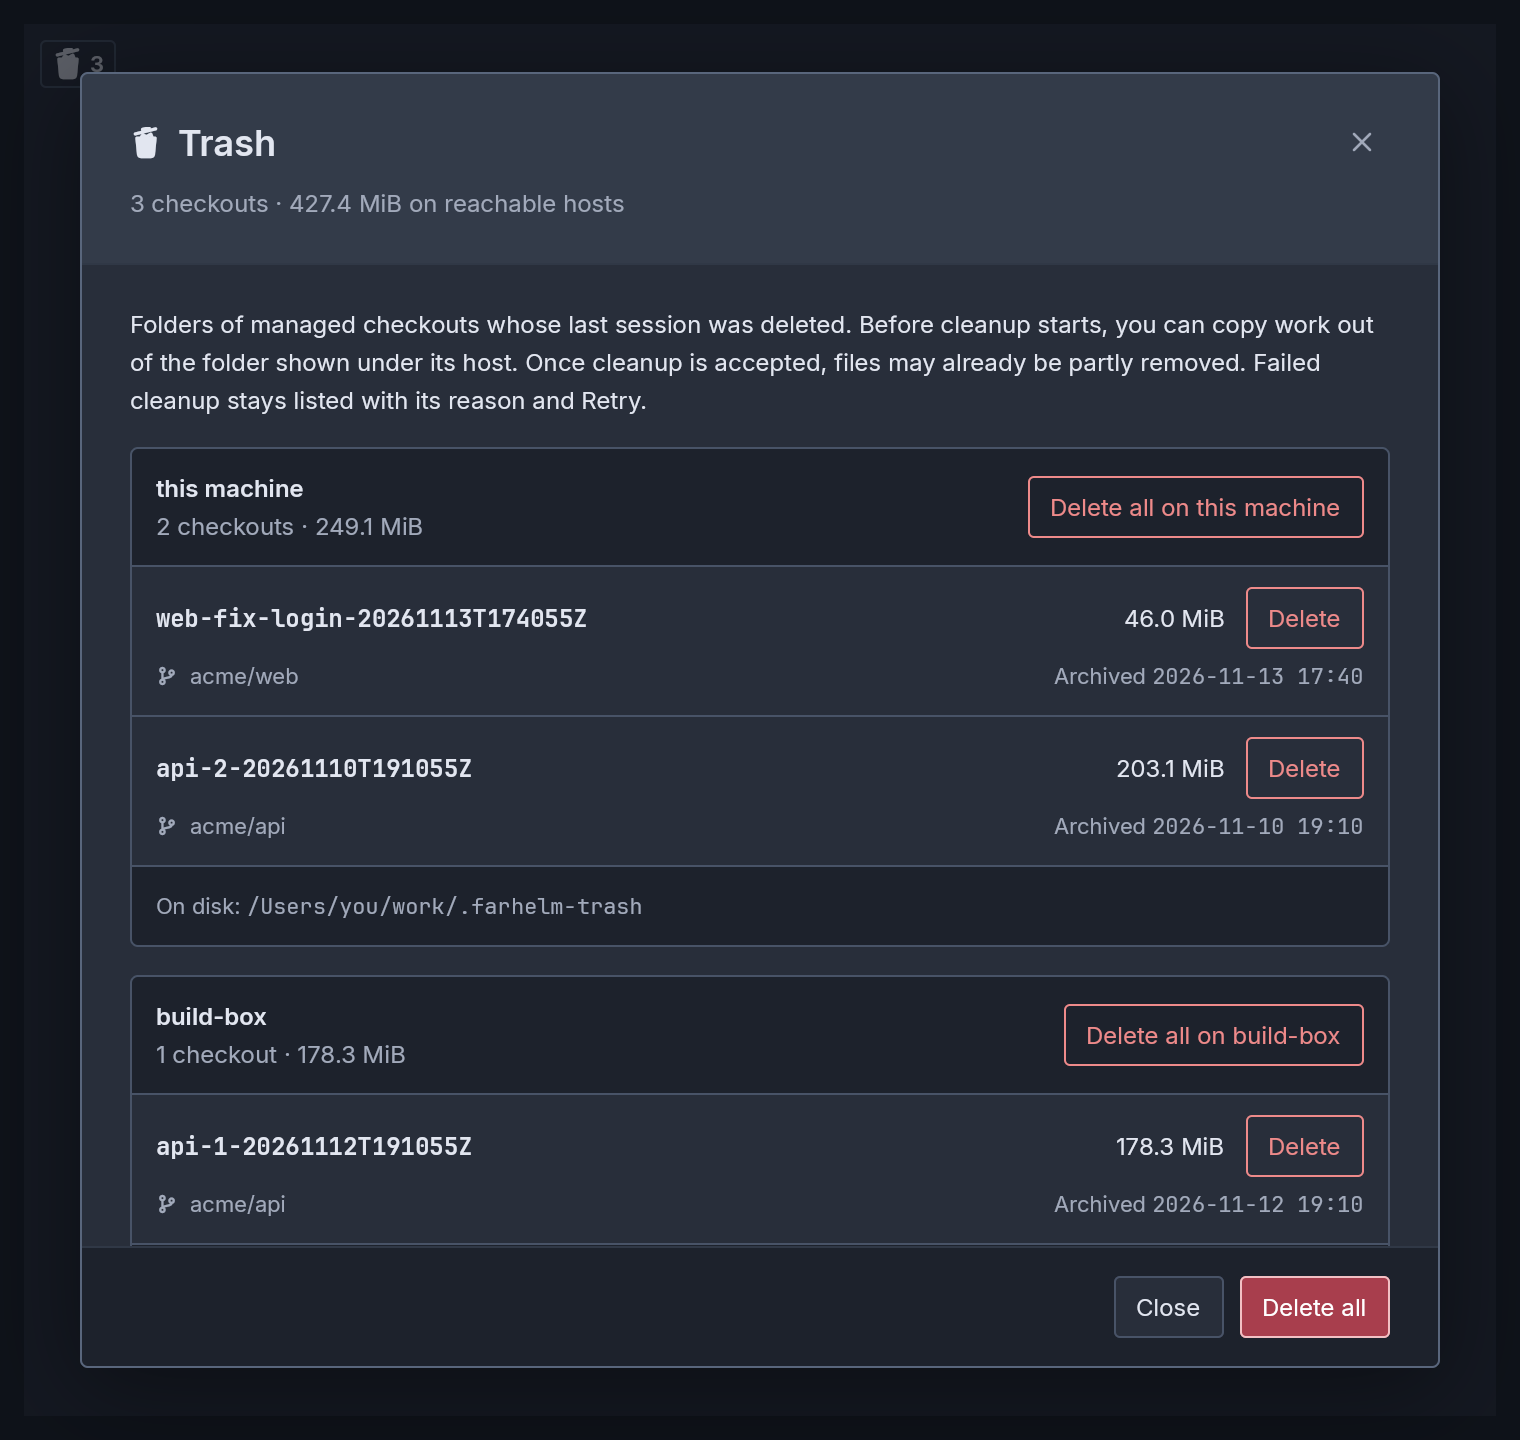 3
Trash
3 checkouts · 427.4 MiB on reachable hosts
Folders of managed checkouts whose last session was deleted. Before cleanup starts, you can copy work out
of the folder shown under its host. Once cleanup is accepted, files may already be partly removed. Failed
cleanup stays listed with its reason and Retry.
this machine
2 checkouts · 249.1 MiB
Delete all on this machine
web-fix-login-20261113T174055Z
46.0 MiB
Delete
acme/web
Archived 2026-11-13 17:40
api-2-20261110T191055Z
203.1 MiB
Delete
acme/api
Archived 2026-11-10 19:10
On disk: /Users/you/work/.farhelm-trash
build-box
1 checkout · 178.3 MiB
Delete all on build-box
api-1-20261112T191055Z
178.3 MiB
Delete
acme/api
Archived 2026-11-12 19:10
Close
Delete all